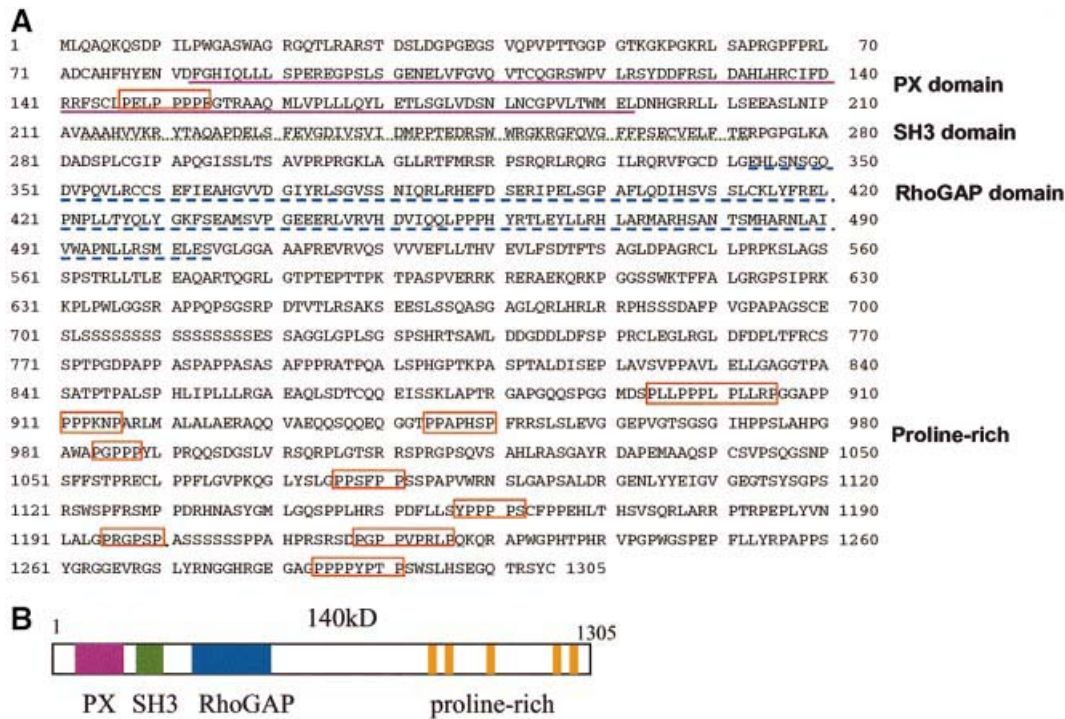 A
1 MLQAQKQSDP ILPWGASWAG RGQTLRARST DSLDGPGEGS VQPVPTTGGP GTKGKPGKRL SAPRGPFPRL 70
71 ADCAHFHYEN VDFGHIQLLL SPEREGPSLS GENELVFGVQ VTCQGRSWPV LRSYDDFRSL DAHLHRCIFD 140
PX domain
141 RRFSCLPELP PPPEGTRAAQ MLVPLLLQYL ETLSGLVDSN LNCGPVLTWM ELDNHGRRLL LSEEASLNIP 210
211 AVAAAHVVKR YTAQAPDELS FEVGDIVSVI DMPPTEDRSW WRGKRGFQVG FFPSECVELF TERPGPGLKA 280
SH3 domain
281 DADSPLCGIP APQGISSLTS AVPRPRGKLA GLLRTFMRSR PSRQRLRQRG ILRQRVFGCD LGEHLSNSGQ 350
351 DVPQVLRCCS EFIEAHGVVD GIYRLSGVSS NIQRLRHEFD SERIPELSGP AFLQDIHSVS SLCKLYFREL 420
RhoGAP domain
421 PNPLLTYQLY GKFSEAMSVP GEEERLVRVH DVIQQLPPPH YRTLEYLLRH LARMARHSAN TSMHARNLAI 490
491 VWAPNLLRSM ELESVGLGGA AAFREVRVQS VVVEFLLTHV EVLFSDTFTS AGLDPAGRCL LPRPKSLAGS 560
561 SPSTRLLTLE EAQARTQGRL GTPTEPTTPK TPASPVERRK RERAEKQRKP GGSSWKTFFA LGRGPSIPRK 630
631 KPLPWLGGSR APPQPSGSRP DTVTLRSAKS EESLSSQASG AGLQRLHRLR RPHSSSDAFP VGPAPAGSCE 700
701 SLSSSSSSSS SSSSSSSESS SAGGLGPLSG SPSHRTSAWL DDGDDLDFSP PRCLEGLRGL DFDPLTFRCS 770
771 SPTPGDPAPP ASPAPPASAS AFPPRATPQA LSPHGPTKPA SPTALDISEP LAVSVPPAVL ELLGAGGTPA 840
841 SATPTPALSP HLIPLLLRGA EAQLSDTCQQ EISSKLAPTR GAPGQQSPGG MDSPLLPPPL PLLRPGGAPP 910
911 PPPKNPARLM ALALAERAQQ VAEQQSQQEQ GGTPPAPHSP FRRSLSLEVG GEPVGTSGSG IHPPSLAHPG 980
Proline-rich
981 AWAPGPPPYL PRQQSDGSLV RSQRPLGTSR RSPRGPSQVS AHLRASGAYR DAPEMAAQSP CSVPSQGSNP 1050
1051 SFFSTPRECL PPFLGVPKQG LYSLGPPSFP PSSPAPVWRN SLGAPSALDR GENLYYEIGV GEGTSYSGPS 1120
1121 RSWSPFRSMP PDRHNASYGM LGQSPPLHRS PDFLLSYPPP PSCFPPEHLT HSVSQRLARR PTRPEPLYVN 1190
1191 LALGPRGPSP ASSSSSSPPA HPRSRSDPGP PVPRLPQKQR APWGPHTPHR VPGPWGSPEP FLLYRPAPPS 1260
1261 YGRGGEVRGS LYRNGGHRGE GAGPPPPYPT PSWSLHSEGQ TRSYC 1305
B
1 140kD 1305
PX SH3 RhoGAP proline-rich